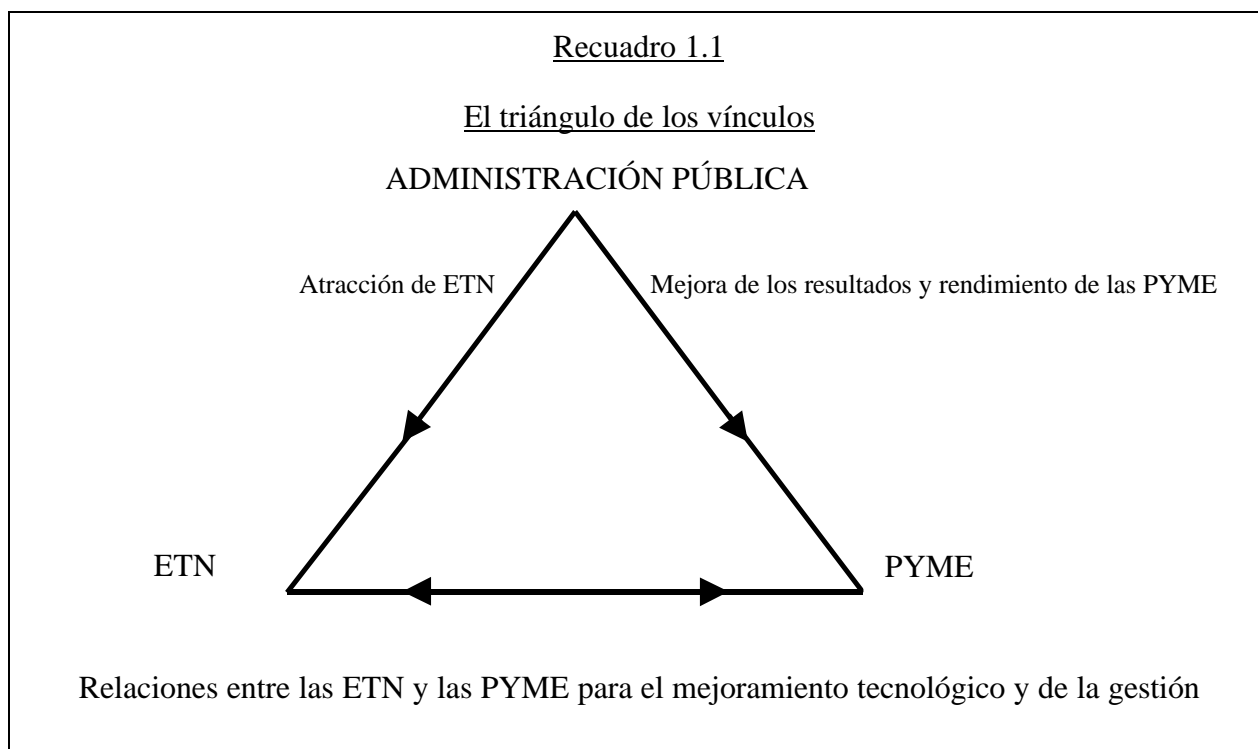 Recuadro 1.1
El triángulo de los vínculos
ADMINISTRACIÓN PÚBLICA
Atracción de ETN
Mejora de los resultados y rendimiento de las PYME
ETN
PYME
Relaciones entre las ETN y las PYME para el mejoramiento tecnológico y de la gestión